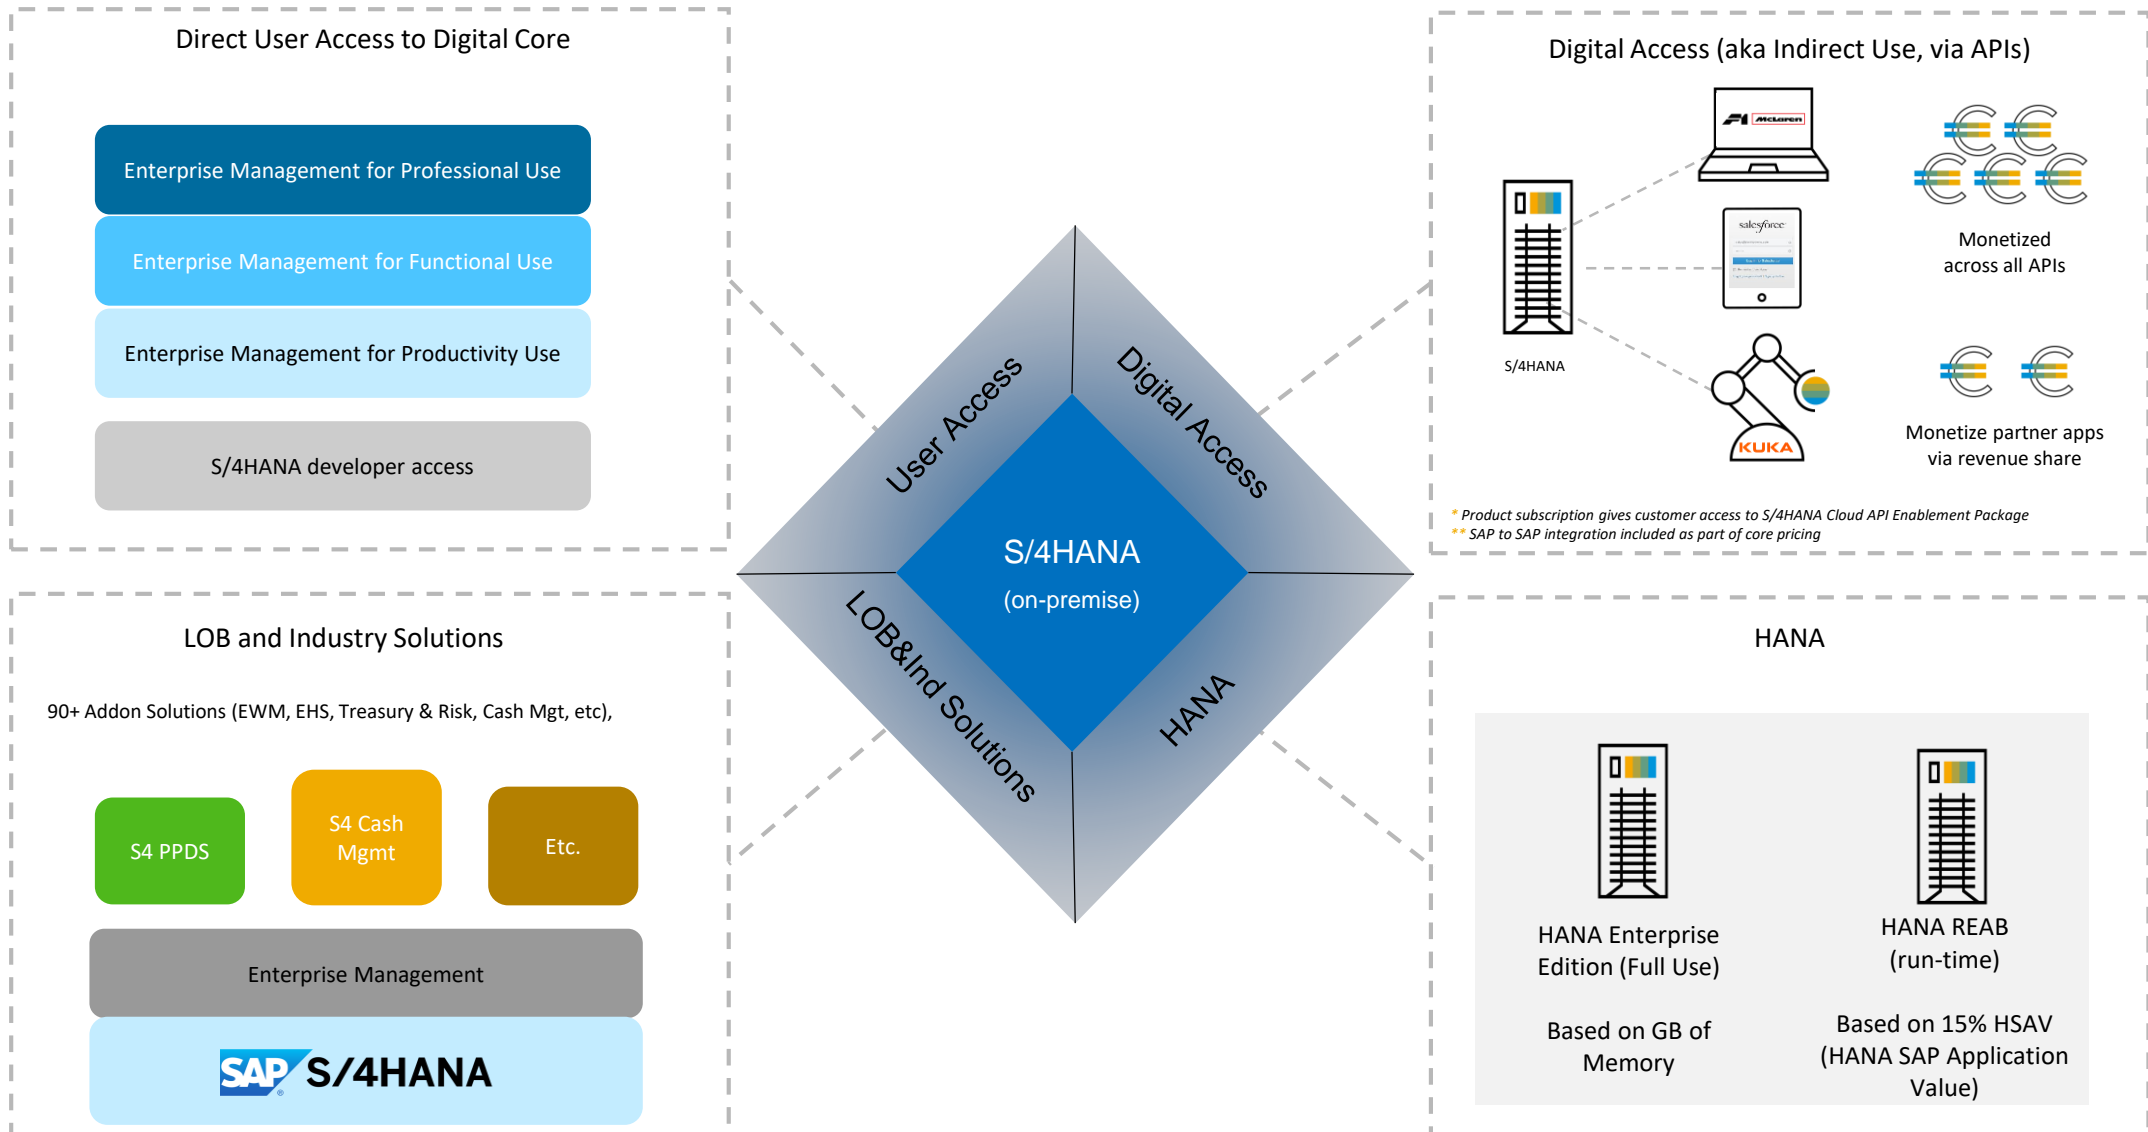 Direct User Access to Digital Core
Enterprise Management for Professional Use
Enterprise Management for Functional Use
Enterprise Management for Productivity Use
S/4HANA developer access
Digital Access (aka Indirect Use, via APIs)
McLaren
salesforce
KUKA
S/4HANA
Monetized
across all APIs
Monetize partner apps
via revenue share
* Product subscription gives customer access to S/4HANA Cloud API Enablement Package
** SAP to SAP integration included as part of core pricing
User Access
Digital Access
S/4HANA
(on-premise)
LOB&Ind Solutions
HANA
LOB and Industry Solutions
90+ Addon Solutions (EWM, EHS, Treasury & Risk, Cash Mgt, etc),
S4 PPDS
S4 Cash
Mgmt
Etc.
Enterprise Management
SAP® S/4HANA
HANA
HANA Enterprise
Edition (Full Use)
Based on GB of
Memory
HANA REAB
(run-time)
Based on 15% HSAV
(HANA SAP Application
Value)